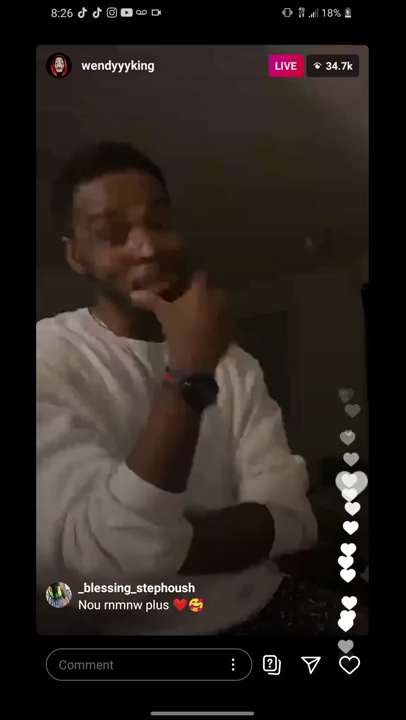 8:26
18%
wendyyyking
LIVE
34.7k
_blessing_stephoush
Nou rnmnw plus ❤️🥰
Comment